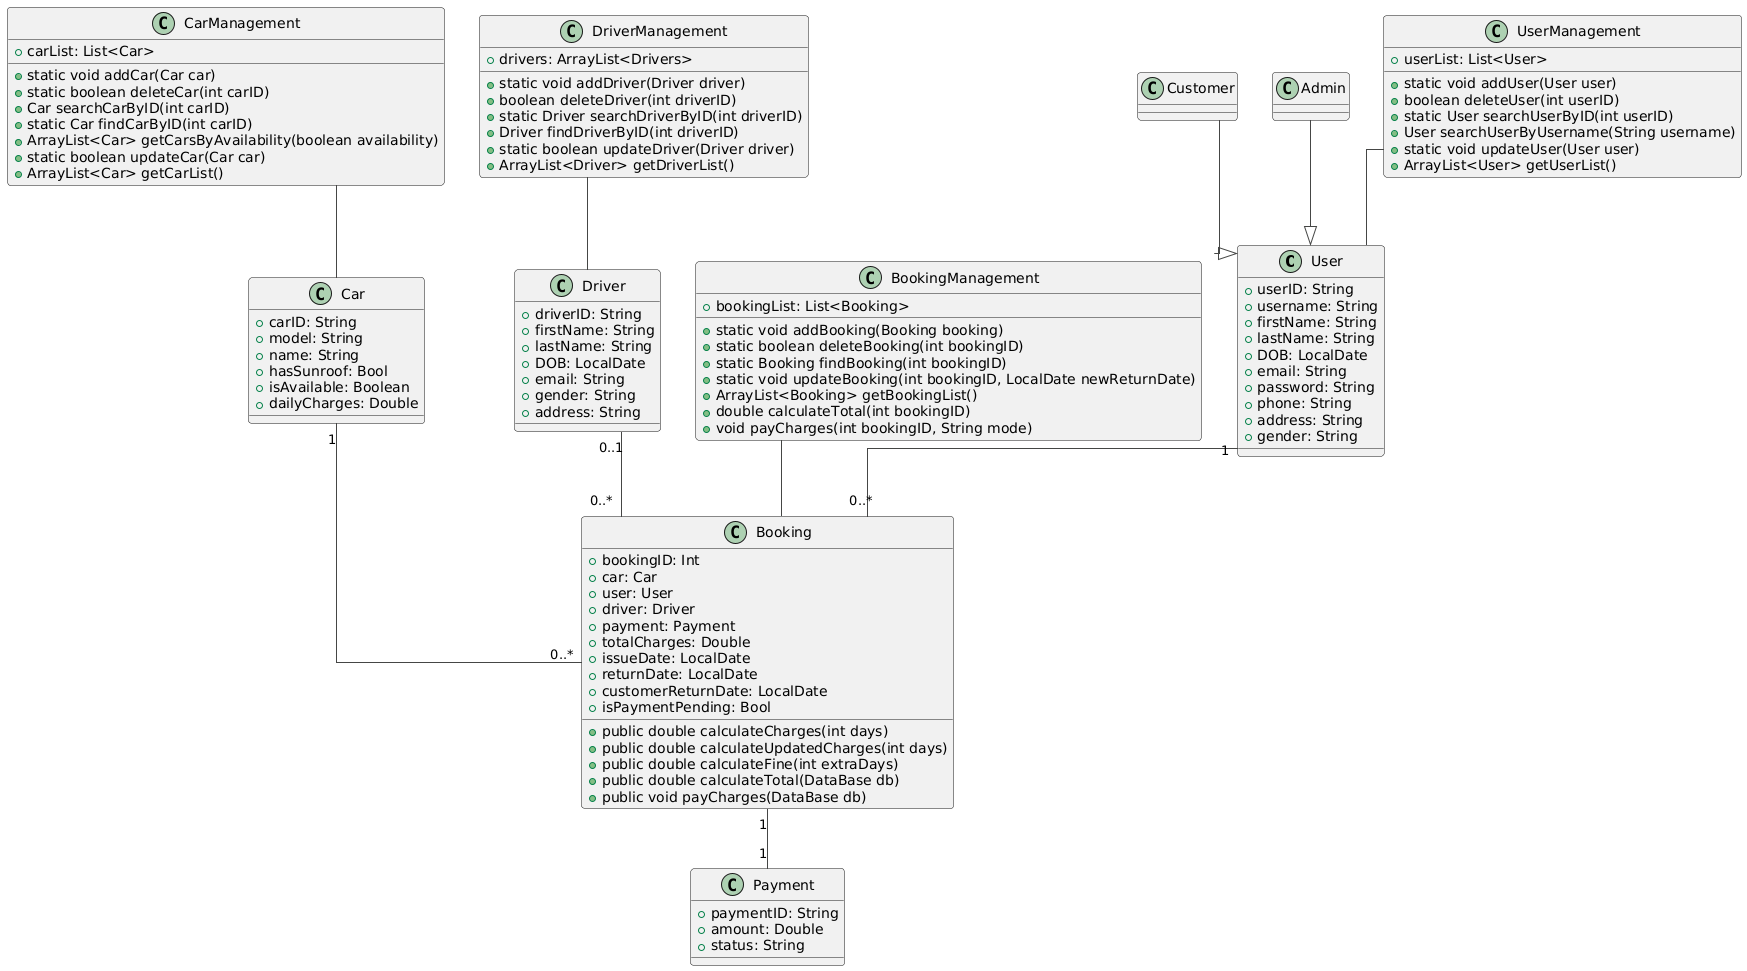 C CarManagement
carList: List<Car>
static void addCar(Car car)
static boolean deleteCar(int carID)
Car searchCarByID(int carID)
static Car findCarByID(int carID)
ArrayList<Car> getCarsByAvailability(boolean availability)
static boolean updateCar(Car car)
ArrayList<Car> getCarList()
C DriverManagement
drivers: ArrayList<Drivers>
static void addDriver(Driver driver)
boolean deleteDriver(int driverID)
static Driver searchDriverByID(int driverID)
Driver findDriverByID(int driverID)
static boolean updateDriver(Driver driver)
ArrayList<Driver> getDriverList()
C Customer
C Admin
C UserManagement
userList: List<User>
static void addUser(User user)
boolean deleteUser(int userID)
static User searchUserByID(int userID)
User searchUserByUsername(String username)
static void updateUser(User user)
ArrayList<User> getUserList()
C Car
carID: String
model: String
name: String
hasSunroof: Bool
isAvailable: Boolean
dailyCharges: Double
C Driver
driverID: String
firstName: String
lastName: String
DOB: LocalDate
email: String
gender: String
address: String
C BookingManagement
bookingList: List<Booking>
static void addBooking(Booking booking)
static boolean deleteBooking(int bookingID)
static Booking findBooking(int bookingID)
static void updateBooking(int bookingID, LocalDate newReturnDate)
ArrayList<Booking> getBookingList()
double calculateTotal(int bookingID)
void payCharges(int bookingID, String mode)
C User
userID: String
username: String
firstName: String
lastName: String
DOB: LocalDate
email: String
password: String
phone: String
address: String
gender: String
1
0..1
1
0..*
0..*
0..*
C Booking
bookingID: Int
car: Car
user: User
driver: Driver
payment: Payment
totalCharges: Double
issueDate: LocalDate
returnDate: LocalDate
customerReturnDate: LocalDate
isPaymentPending: Bool
public double calculateCharges(int days)
public double calculateUpdatedCharges(int days)
public double calculateFine(int extraDays)
public double calculateTotal(DataBase db)
public void payCharges(DataBase db)
1
1
C Payment
paymentID: String
amount: Double
status: String